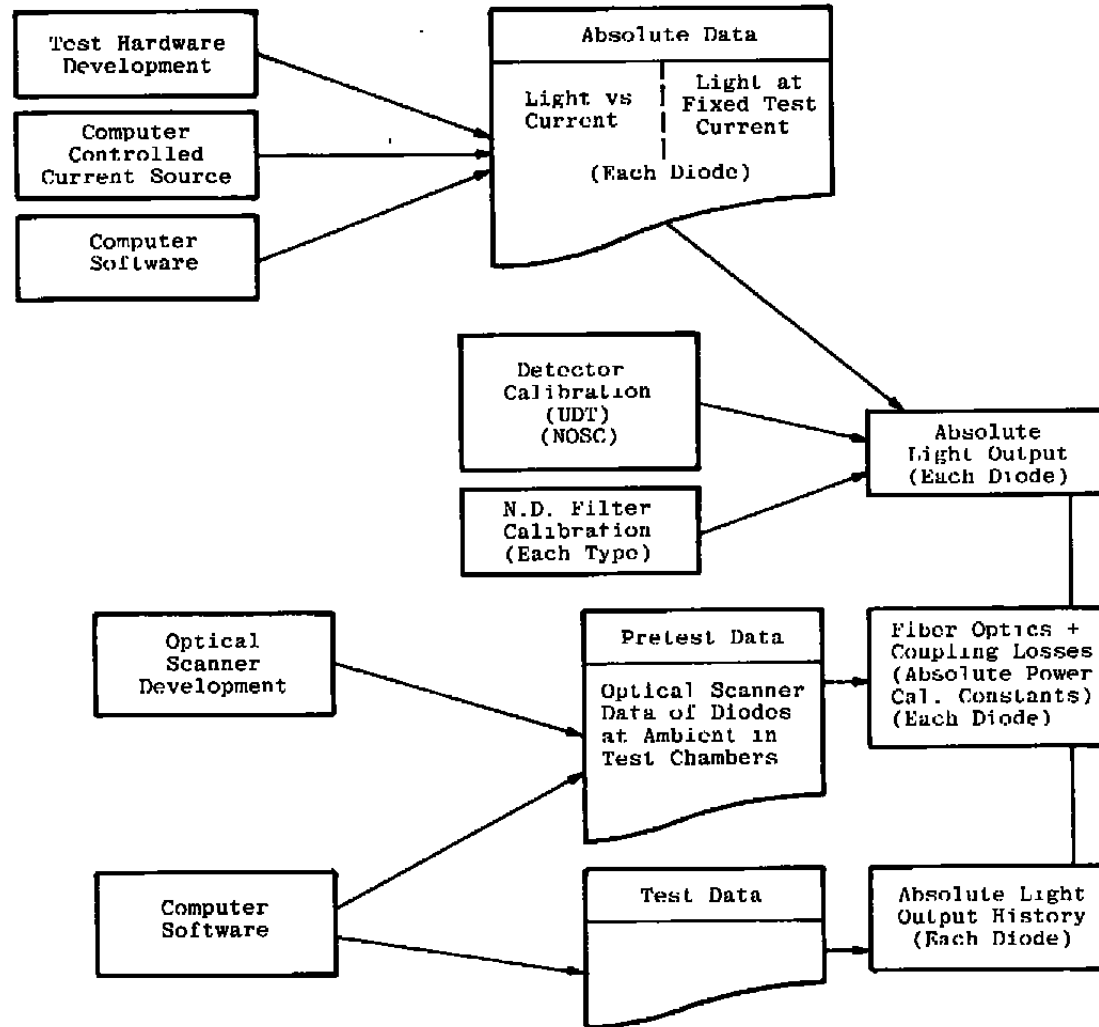 Test Hardware
Development
Computer
Controlled
Current Source
Computer
Software
Absolute Data
Light vs
Current
Light at
Fixed Test
Current
(Each Diode)
Detector
Calibration
(UDT)
(NOSC)
N.D. Filter
Calibration
(Each Type)
Absolute
Light Output
(Each Diode)
Optical
Scanner
Development
Pretest Data
Optical Scanner
Data of Diodes
at Ambient in
Test Chambers
Fiber Optics +
Coupling Losses
(Absolute Power
Cal. Constants)
(Each Diode)
Computer
Software
Test Data
Absolute Light
Output History
(Each Diode)